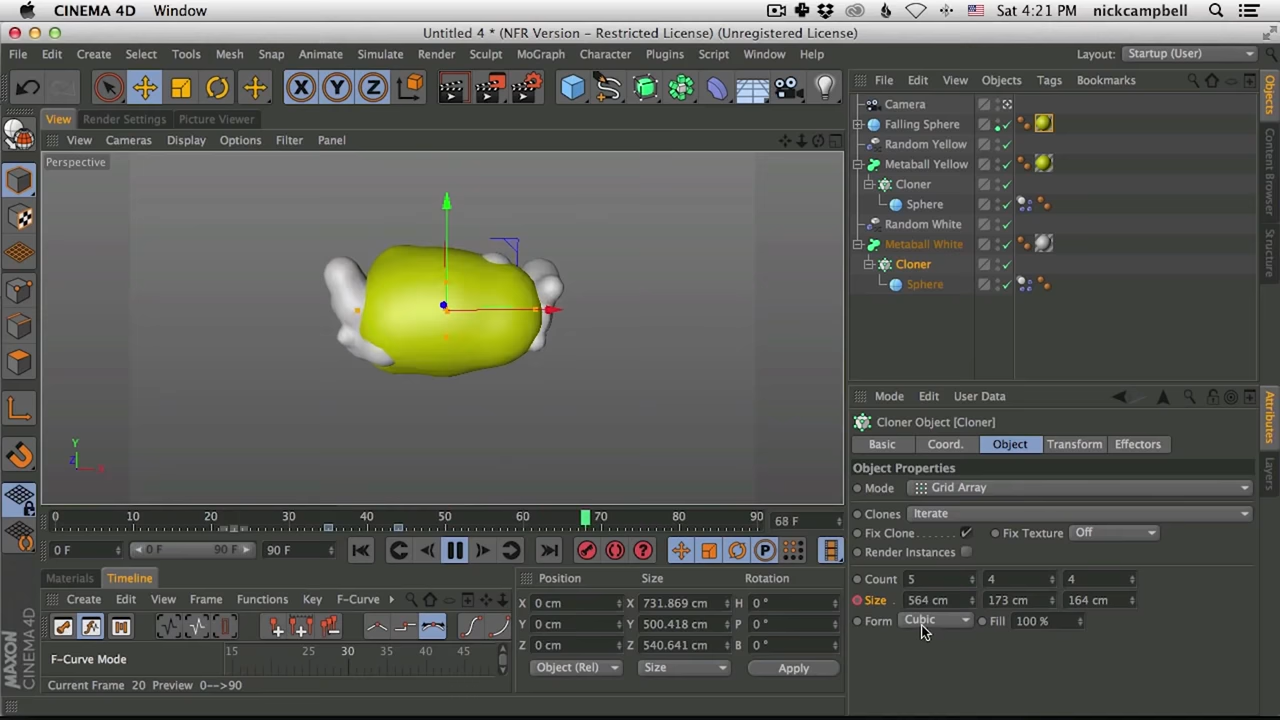 CINEMA 4D Window Sat 4:21 PM nickcampbell
Untitled 4 * (NFR Version - Restricted License) (Unregistered License)
File Edit Create Select Tools Mesh Snap Animate Simulate Render Sculpt MoGraph Character Plugins Script Window Help Layout: Startup (User)
X Y Z
File Edit View Objects Tags Bookmarks
View Render Settings Picture Viewer
View Cameras Display Options Filter Panel
Perspective
Camera
Falling Sphere
Random Yellow
Metaball Yellow
Cloner
Sphere
Random White
Metaball White
Cloner
Sphere
Objects
Content Browser
Structure
Attributes
Layers
Y
Z
X
Mode Edit User Data
Cloner Object [Cloner]
Basic Coord. Object Transform Effectors
Object Properties
Mode Grid Array
Clones Iterate
Fix Clone Fix Texture Off
Render Instances
Count 5 4 4
Size 564 cm 173 cm 164 cm
Form Cubic Fill 100 %
0 10 20 30 40 50 60 70 80 90 68 F
0 F 0 F 90 F 90 F
P
Materials Timeline
Create Edit View Frame Functions Key F-Curve
15 30 45
F-Curve Mode
Current Frame 20 Preview 0-->90
Position Size Rotation
X 0 cm X 731.869 cm H 0 °
Y 0 cm Y 500.418 cm P 0 °
Z 0 cm Z 540.641 cm B 0 °
Object (Rel) Size Apply
MAXON
CINEMA 4D